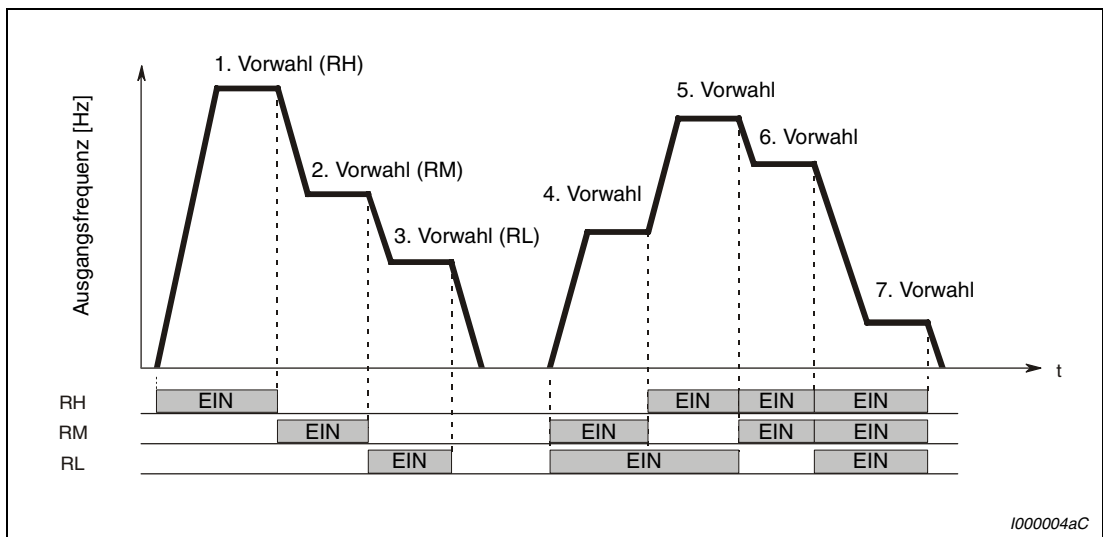 Ausgangsfrequenz [Hz]
1. Vorwahl (RH)
2. Vorwahl (RM)
3. Vorwahl (RL)
4. Vorwahl
5. Vorwahl
6. Vorwahl
7. Vorwahl
t
RH EIN EIN EIN EIN
RM EIN EIN EIN EIN
RL EIN EIN EIN
I000004aC